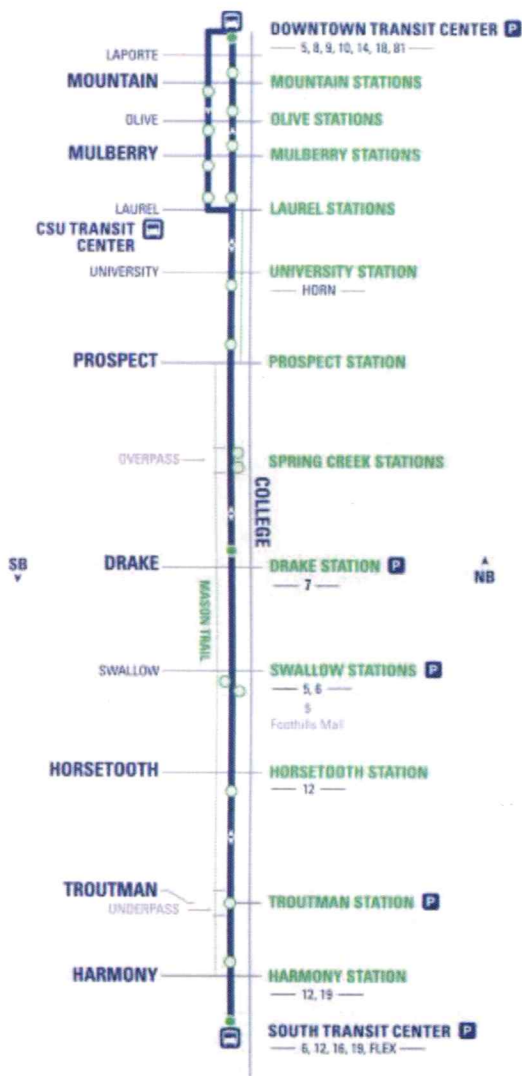 DOWNTOWN TRANSIT CENTER P
5, 8, 9, 10, 14, 18, 81
LAPORTE
MOUNTAIN
MOUNTAIN STATIONS
OLIVE
OLIVE STATIONS
MULBERRY
MULBERRY STATIONS
LAUREL
LAUREL STATIONS
CSU TRANSIT
CENTER
UNIVERSITY
UNIVERSITY STATION
HORN
PROSPECT
PROSPECT STATION
OVERPASS
SPRING CREEK STATIONS
COLLEGE
SB
DRAKE
DRAKE STATION P
7
NB
MASON TRAIL
SWALLOW
SWALLOW STATIONS P
5, 6
$
Foothills Mall
HORSETOOTH
HORSETOOTH STATION
12
TROUTMAN
UNDERPASS
TROUTMAN STATION P
HARMONY
HARMONY STATION
12, 19
SOUTH TRANSIT CENTER P
6, 12, 16, 19, FLEX